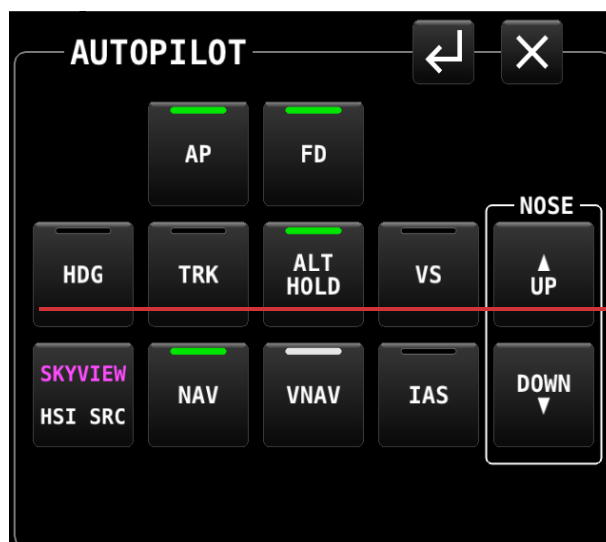 AUTOPILOT
AP FD
NOSE
HDG TRK ALT HOLD VS UP
SKYVIEW
HSI SRC NAV VNAV IAS DOWN